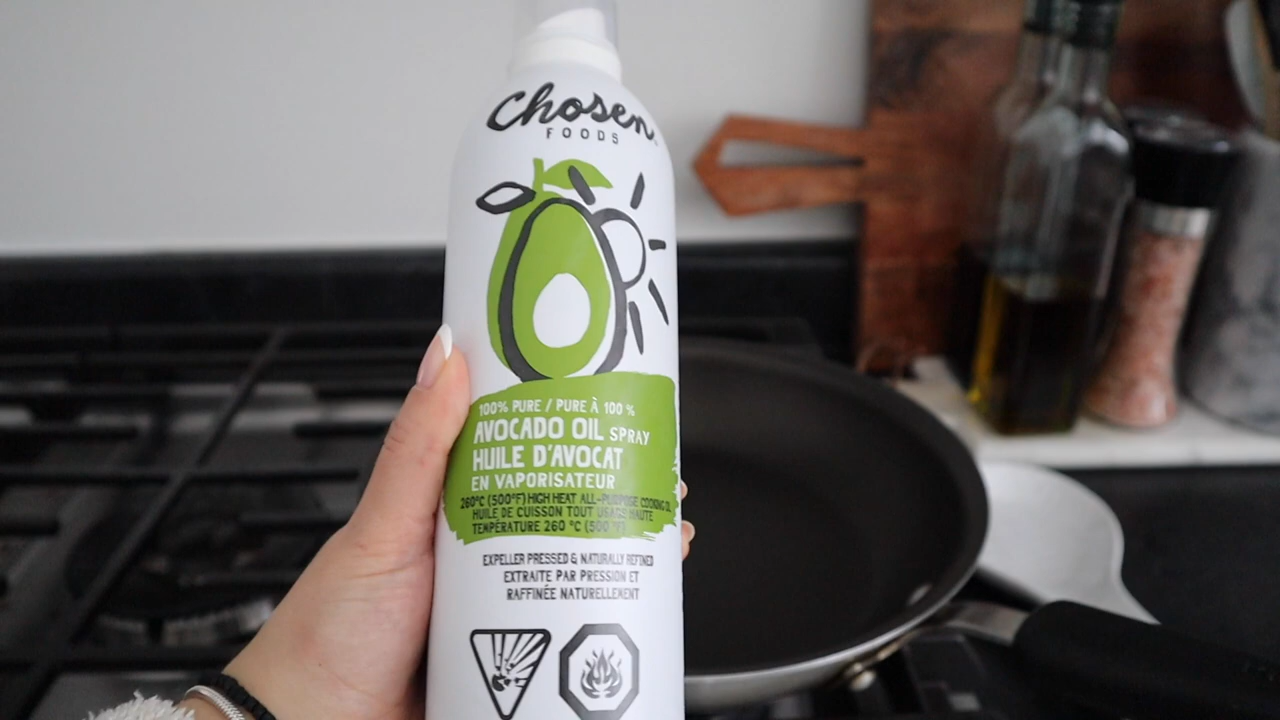 Chosen
FOODS
100% PURE / PURE À 100 %
AVOCADO OIL SPRAY
HUILE D'AVOCAT
EN VAPORISATEUR
260°C (500°F) HIGH HEAT ALL-PURPOSE COOKING OIL
HUILE DE CUISSON TOUT USAGE HAUTE
TEMPÉRATURE 260 °C (500 °F)
EXPELLER PRESSED & NATURALLY REFINED
EXTRAITE PAR PRESSION ET
RAFFINÉE NATURELLEMENT